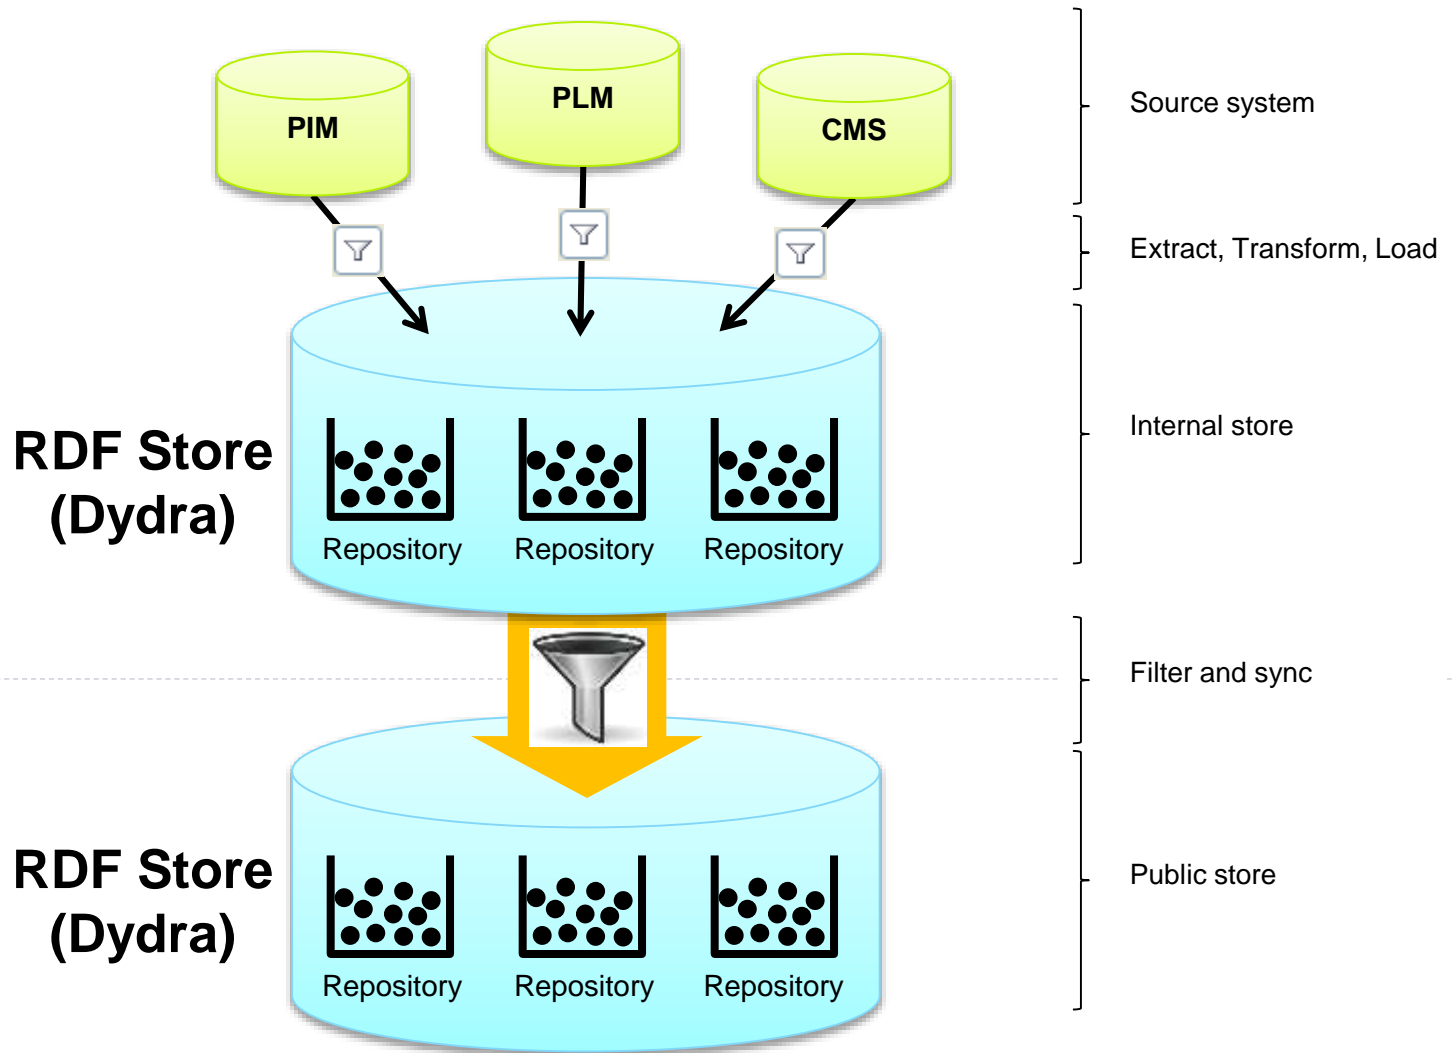 PIM
PLM
CMS
Source system
Extract, Transform, Load
RDF Store
(Dydra)
Repository
Repository
Repository
Internal store
Filter and sync
RDF Store
(Dydra)
Repository
Repository
Repository
Public store